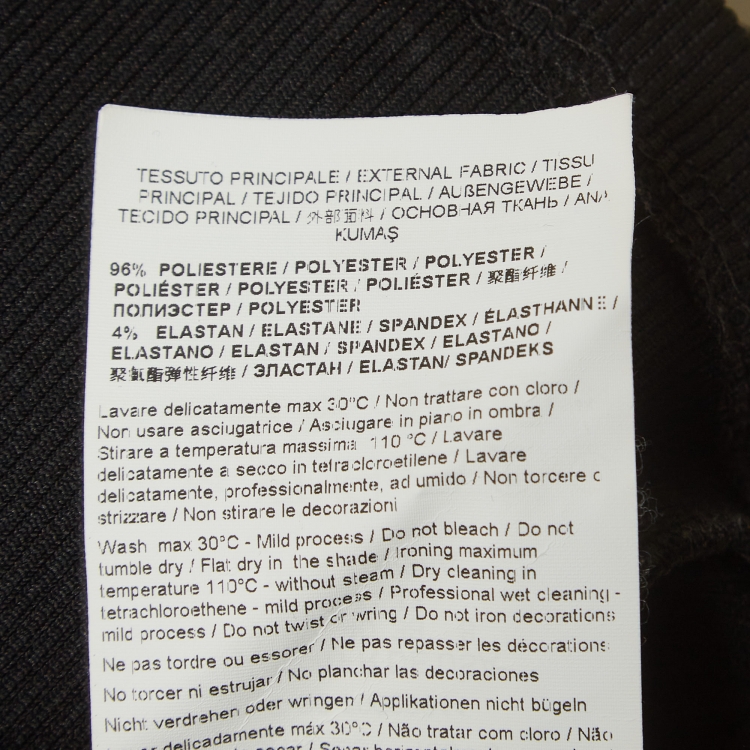 TESSUTO PRINCIPALE / EXTERNAL FABRIC / TISSU
PRINCIPAL / TEJIDO PRINCIPAL / AUßENGEWEBE /
TECIDO PRINCIPAL / 外部面料 / ОСНОВНАЯ ТКАНЬ / ANA
KUMAŞ
96% POLIESTERE / POLYESTER / POLYESTER /
POLIÉSTER / POLYESTER / POLIÉSTER / 聚酯纤维 /
ПОЛИЭСТЕР / POLYESTER
4% ELASTAN / ELASTANE / SPANDEX / ÉLASTHANNE /
ELASTANO / ELASTAN / SPANDEX / ELASTANO /
聚氨酯弹性纤维 / ЭЛАСТАН / ELASTAN/ SPANDEKS
Lavare delicatamente max 30°C / Non trattare con cloro /
Non usare asciugatrice / Asciugare in piano in ombra /
Stirare a temperatura massima 110 °C / Lavare
delicatamente a secco in tetracloroetilene / Lavare
delicatamente, professionalmente, ad umido / Non torcere o
strizzare / Non stirare le decorazioni
Wash max 30°C - Mild process / Do not bleach / Do not
tumble dry / Flat dry in the shade / Ironing maximum
temperature 110°C - without steam / Dry cleaning in
tetrachloroethene - mild process / Professional wet cleaning -
mild process / Do not twist or wring / Do not iron decorations
Ne pas tordre ou essorer / Ne pas repasser les décorations
No torcer ni estrujar / No planchar las decoraciones
Nicht verdrehen oder wringen / Applikationen nicht bügeln
delicadamente máx 30°C / Não tratar com cloro / Não